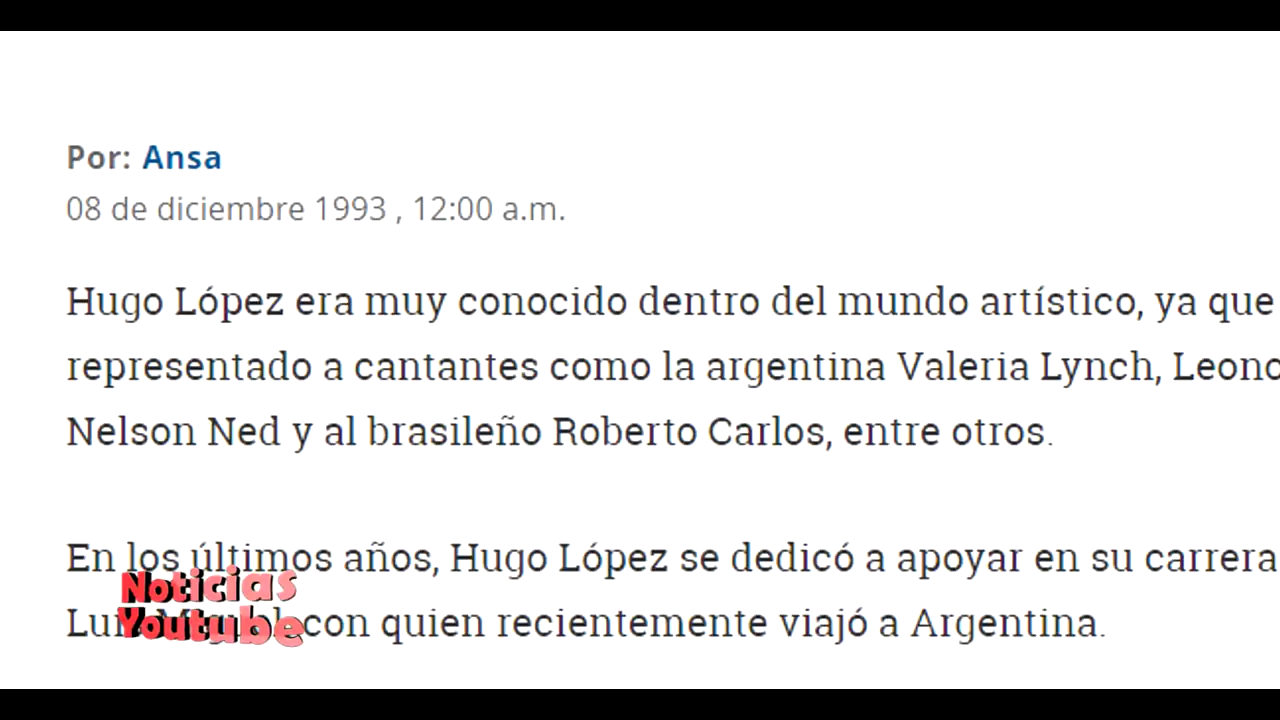 Por: Ansa
08 de diciembre 1993 , 12:00 a.m.
Hugo López era muy conocido dentro del mundo artístico, ya que
representado a cantantes como la argentina Valeria Lynch,
Nelson Ned y al brasileño Roberto Carlos, entre otros.
En los últimos años, Hugo López se dedicó a apoyar en su carrera
con quien recientemente viajó a Argentina.
Noticias
Youtube